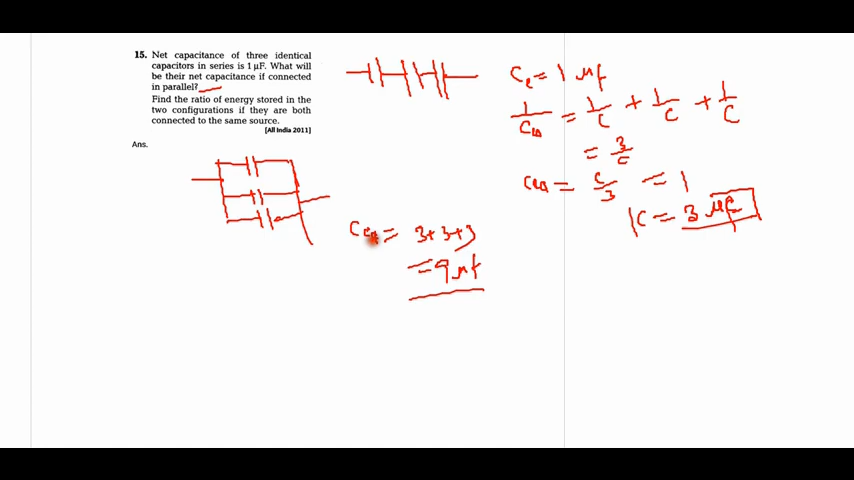 15. Net capacitance of three identical
capacitors in series is 1 μF. What will
be their net capacitance if connected
in parallel?
Find the ratio of energy stored in the
two configurations if they are both
connected to the same source.
[All India 2011]
Ans.
= 1 μf
1/C = 1/C + 1/C + 1/C
= 3/C
Ceq = C/3 = 1
C = 3 μf
Ceq = 3+3+3
= 9 μf